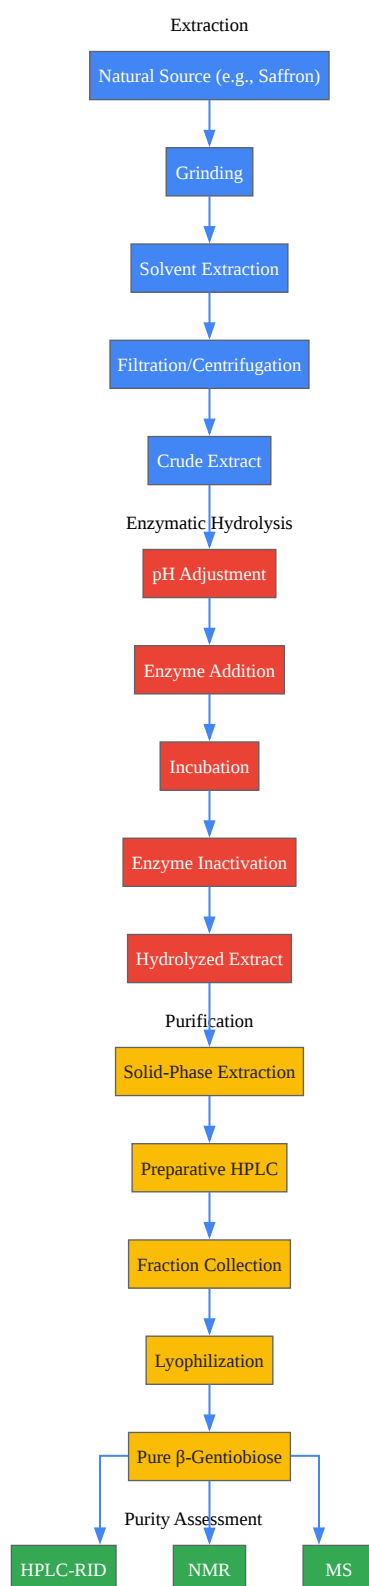 Extraction
Natural Source (e.g., Saffron)
Grinding
Solvent Extraction
Filtration/Centrifugation
Crude Extract
Enzymatic Hydrolysis
pH Adjustment
Enzyme Addition
Incubation
Enzyme Inactivation
Hydrolyzed Extract
Purification
Solid-Phase Extraction
Preparative HPLC
Fraction Collection
Lyophilization
Pure β-Gentiobiose
Purity Assessment
HPLC-RID
NMR
MS